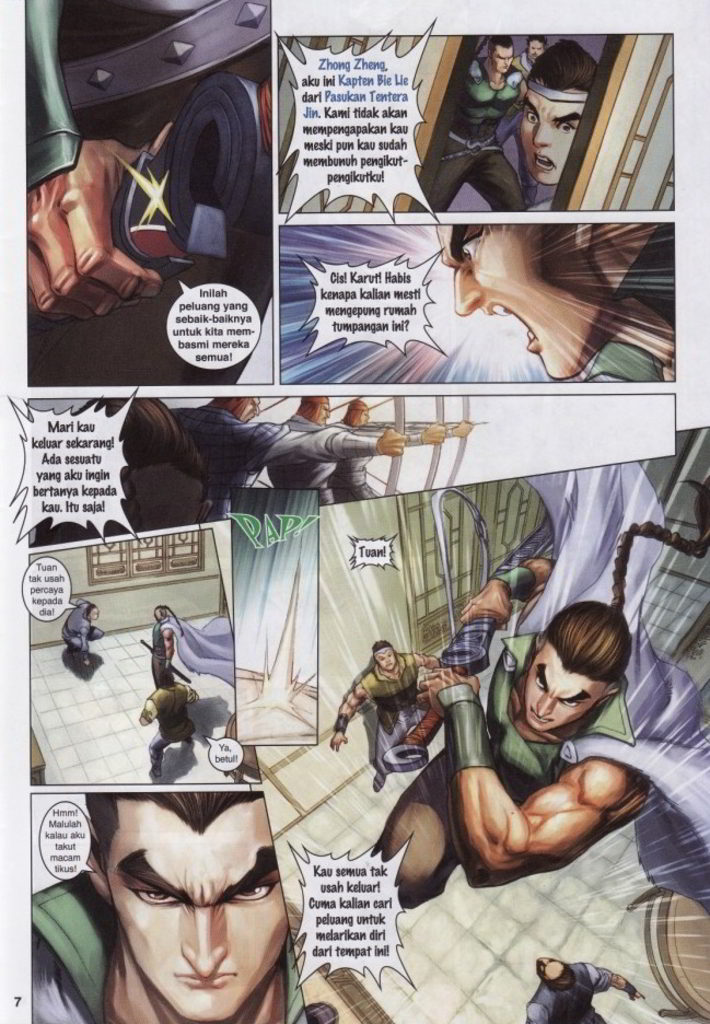 Inilah
peluang yang
sebaik-baiknya
untuk kita mem-
basmi mereka
semua!
Zhong Zheng,
aku ini Kapten Bie Lie
dari Pasukan Tentera
Jin. Kami tidak akan
mempengapakan kau
meski pun kau sudah
membunuh pengikut-
pengikutku!
Cis! Karut! Habis
kenapa kalian mesti
mengepung rumah
tumpangan ini?
Mari kau
keluar sekarang!
Ada sesuatu
yang aku ingin
bertanya kepada
kau. Itu saja!
Tuan
tak usah
percaya
kepada
dia!
Ya,
betul!
PAP!
Tuan!
Hmm!
Malulah
kalau aku
takut
macam
tikus!
Kau semua tak
usah keluar!
Cuma kalian cari
peluang untuk
melarikan diri
dari tempat ini!
7